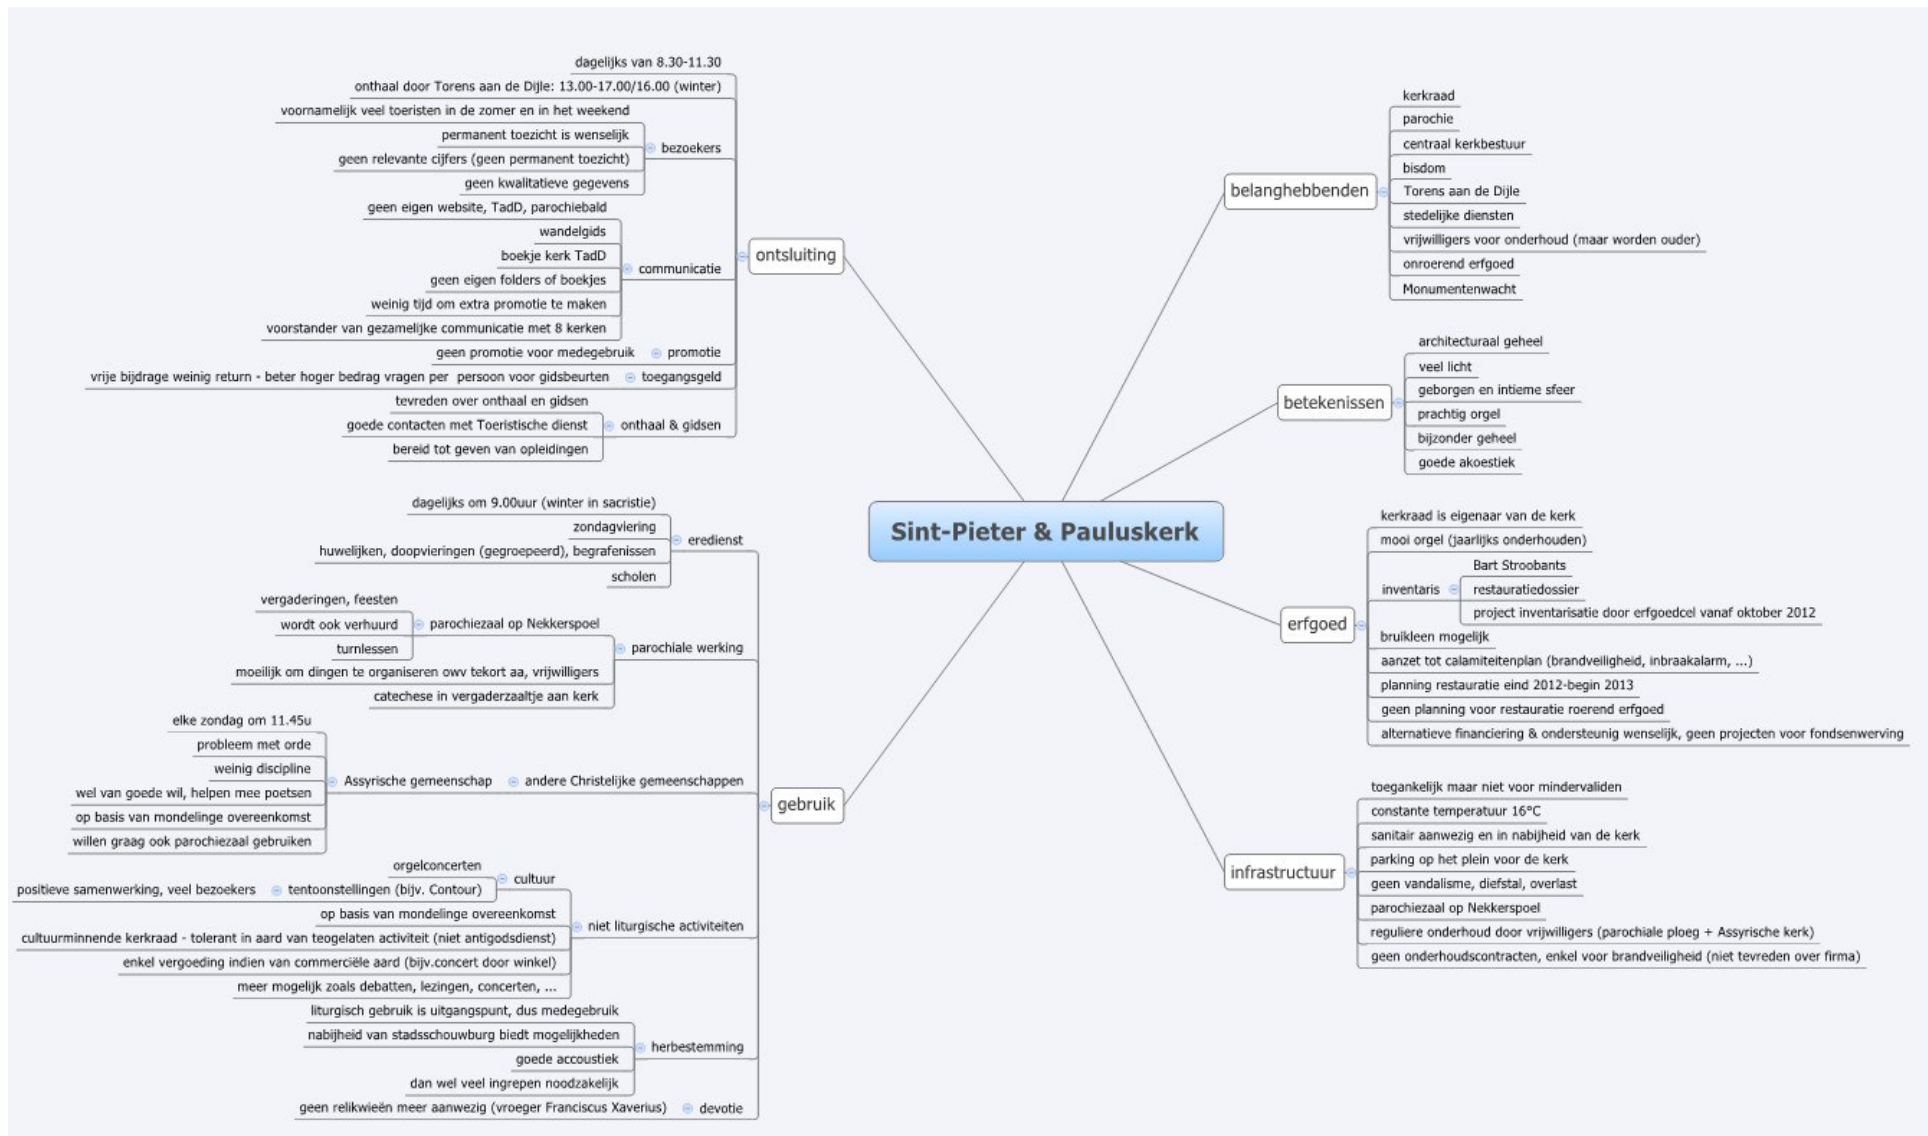 Sint-Pieter & Pauluskerk
ontsluiting
dagelijks van 8.30-11.30
onthaal door Torens aan de Dijle: 13.00-17.00/16.00 (winter)
bezoekers
voornamelijk veel toeristen in de zomer en in het weekend
permanent toezicht is wenselijk
geen relevante cijfers (geen permanent toezicht)
geen kwalitatieve gegevens
communicatie
geen eigen website, TadD, parochiebald
wandelgids
boekje kerk TadD
geen eigen folders of boekjes
weinig tijd om extra promotie te maken
voorstander van gezamelijke communicatie met 8 kerken
promotie
geen promotie voor medegebruik
toegangsgeld
vrije bijdrage weinig return - beter hoger bedrag vragen per persoon voor gidsbeurten
onthaal & gidsen
tevreden over onthaal en gidsen
goede contacten met Toeristische dienst
bereid tot geven van opleidingen
gebruik
eredienst
dagelijks om 9.00uur (winter in sacristie)
zondagviering
huwelijken, doopvieringen (gegroepeerd), begrafenissen
scholen
parochiale werking
parochiezaal op Nekkerspoel
vergaderingen, feesten
wordt ook verhuurd
turnlessen
moeilijk om dingen te organiseren owv tekort aa, vrijwilligers
catechese in vergaderzaaltje aan kerk
andere Christelijke gemeenschappen
Assyrische gemeenschap
elke zondag om 11.45u
probleem met orde
weinig discipline
wel van goede wil, helpen mee poetsen
op basis van mondelinge overeenkomst
willen graag ook parochiezaal gebruiken
niet liturgische activiteiten
cultuur
orgelconcerten
tentoonstellingen (bijv. Contour)
positieve samenwerking, veel bezoekers
op basis van mondelinge overeenkomst
cultuurminnende kerkraad - tolerant in aard van teogelaten activiteit (niet antigodsdienst)
enkel vergoeding indien van commerciële aard (bijv.concert door winkel)
meer mogelijk zoals debatten, lezingen, concerten, ...
herbestemming
liturgisch gebruik is uitgangspunt, dus medegebruik
nabijheid van stadsschouwburg biedt mogelijkheden
goede accoustiek
dan wel veel ingrepen noodzakelijk
devotie
geen relikwieën meer aanwezig (vroeger Franciscus Xaverius)
belanghebbenden
kerkraad
parochie
centraal kerkbestuur
bisdom
Torens aan de Dijle
stedelijke diensten
vrijwilligers voor onderhoud (maar worden ouder)
onroerend erfgoed
Monumentenwacht
betekenissen
architecturaal geheel
veel licht
geborgen en intieme sfeer
prachtig orgel
bijzonder geheel
goede akoestiek
erfgoed
kerkraad is eigenaar van de kerk
mooi orgel (jaarlijks onderhouden)
inventaris
Bart Stroobants
restauratiedossier
project inventarisatie door erfgoedcel vanaf oktober 2012
bruikleen mogelijk
aanzet tot calamiteitenplan (brandveiligheid, inbraakalarm, ...)
planning restauratie eind 2012-begin 2013
geen planning voor restauratie roerend erfgoed
alternatieve financiering & ondersteunig wenselijk, geen projecten voor fondsenwerving
infrastructuur
toegankelijk maar niet voor mindervaliden
constante temperatuur 16°C
sanitair aanwezig en in nabijheid van de kerk
parking op het plein voor de kerk
geen vandalisme, diefstal, overlast
parochiezaal op Nekkerspoel
reguliere onderhoud door vrijwilligers (parochiale ploeg + Assyrische kerk)
geen onderhoudscontracten, enkel voor brandveiligheid (niet tevreden over firma)